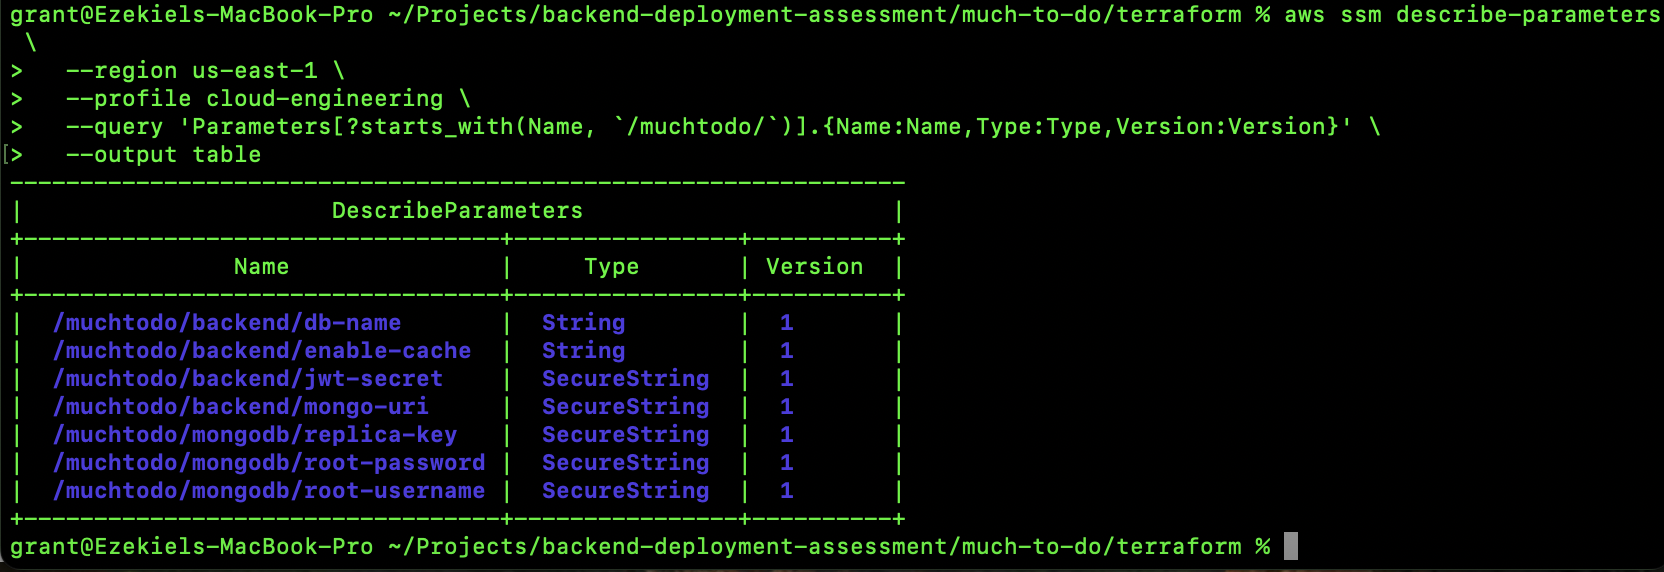 grant@Ezekiels-MacBook-Pro ~/Projects/backend-deployment-assessment/much-to-do/terraform % aws ssm describe-parameters
\
>   --region us-east-1 \
>   --profile cloud-engineering \
>   --query 'Parameters[?starts_with(Name, `/muchtodo/`)].{Name:Name,Type:Type,Version:Version}' \
[>   --output table
----------------------------------------------------------------
|                      DescribeParameters                      |
+----------------------------------+----------------+----------+
|               Name               |     Type       | Version  |
+----------------------------------+----------------+----------+
|  /muchtodo/backend/db-name       |  String        |  1       |
|  /muchtodo/backend/enable-cache  |  String        |  1       |
|  /muchtodo/backend/jwt-secret    |  SecureString  |  1       |
|  /muchtodo/backend/mongo-uri     |  SecureString  |  1       |
|  /muchtodo/mongodb/replica-key   |  SecureString  |  1       |
|  /muchtodo/mongodb/root-password |  SecureString  |  1       |
|  /muchtodo/mongodb/root-username |  SecureString  |  1       |
+----------------------------------+----------------+----------+
grant@Ezekiels-MacBook-Pro ~/Projects/backend-deployment-assessment/much-to-do/terraform %